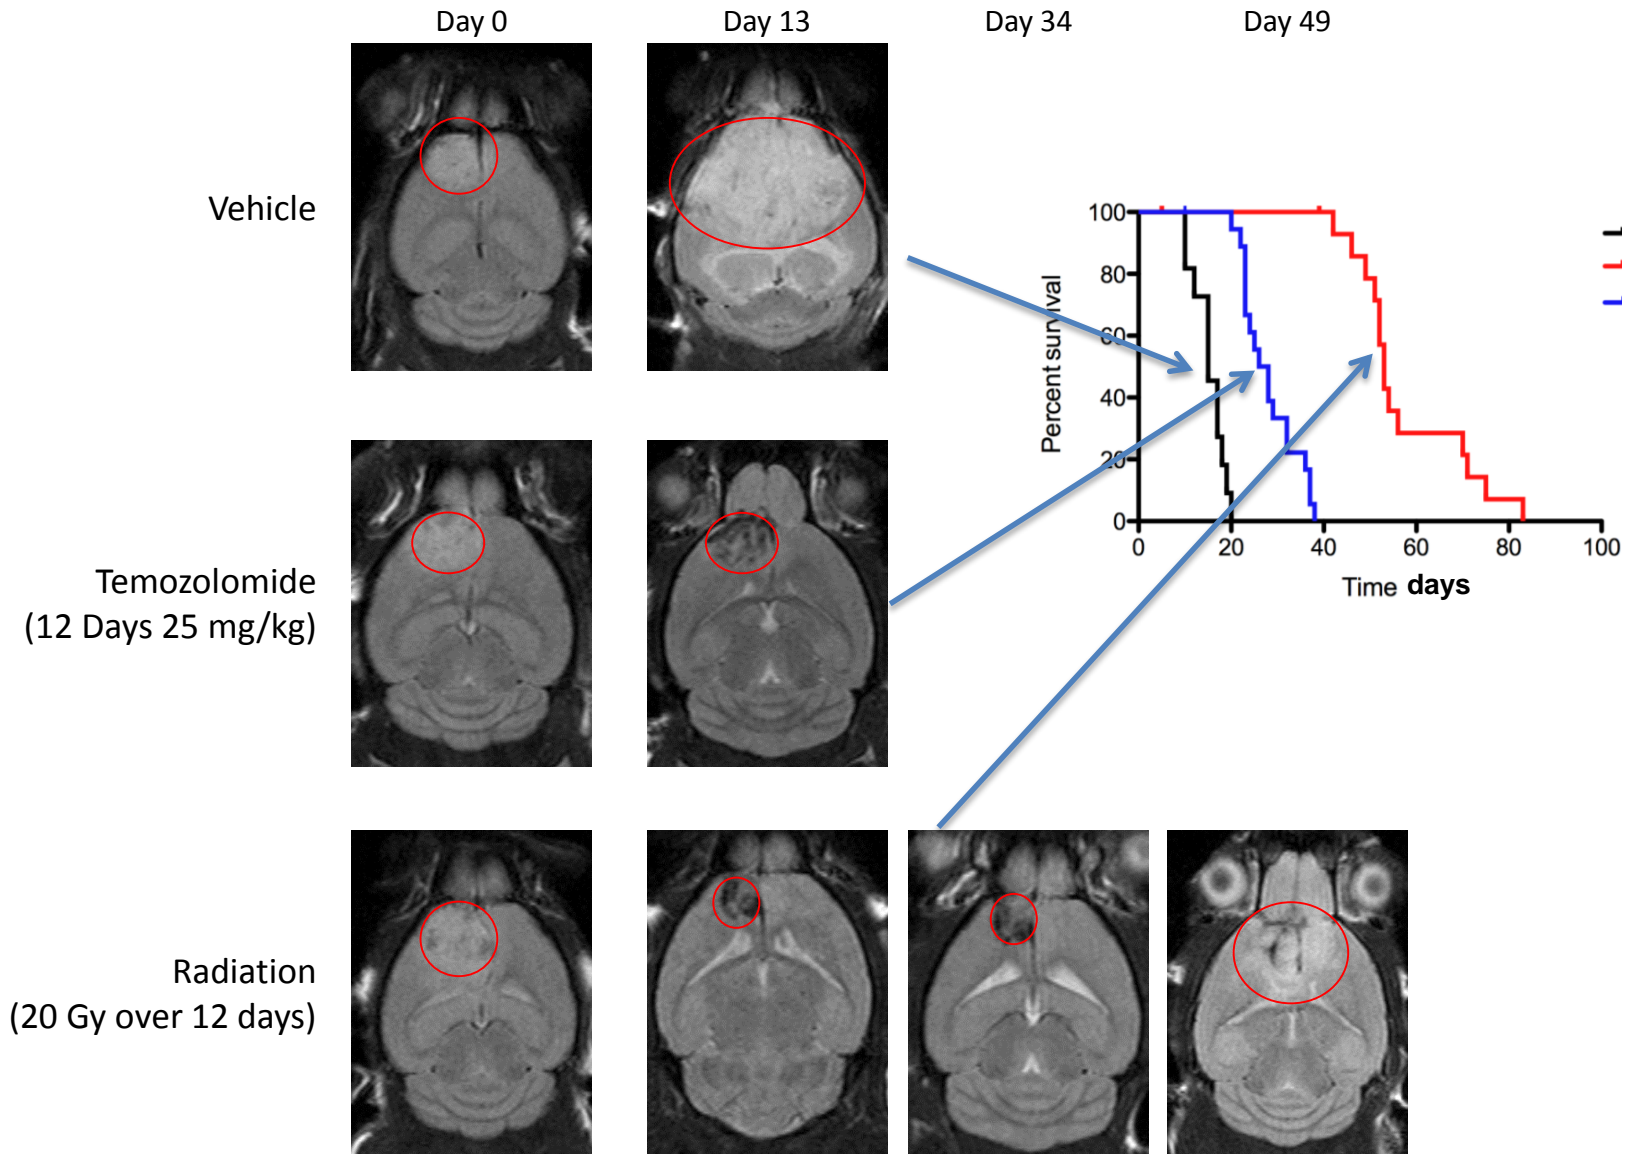 Day 0
Day 13
Day 34
Day 49
Vehicle
Temozolomide
(12 Days 25 mg/kg)
Radiation
(20 Gy over 12 days)
Percent survival
100
80
60
40
20
0
0 20 40 60 80 100
Time days